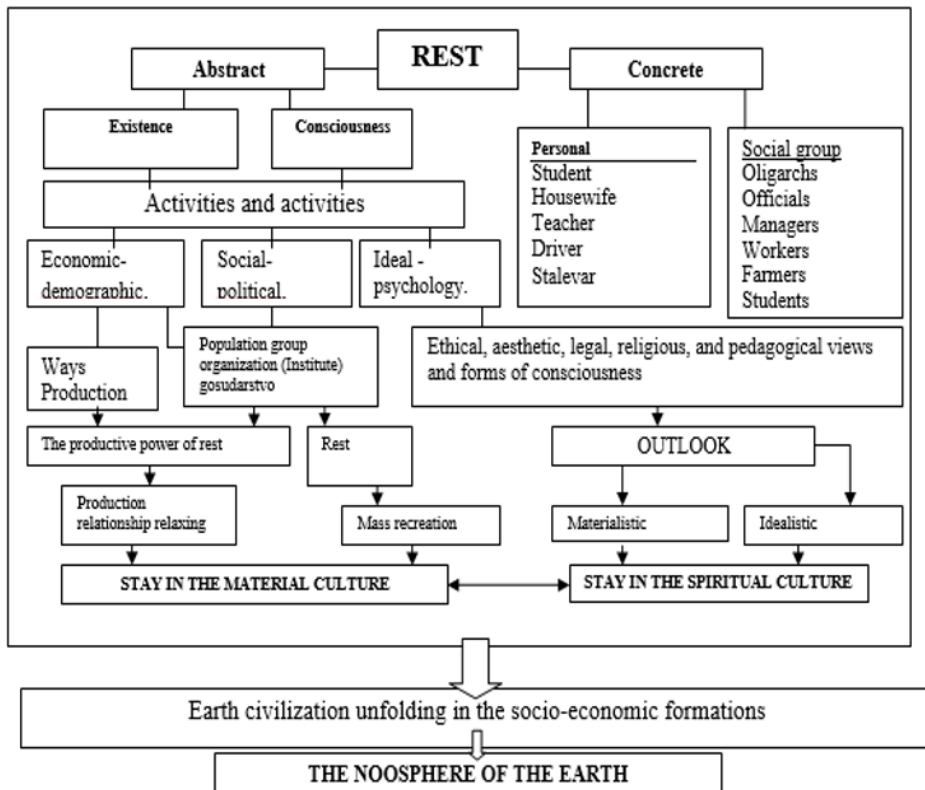 REST
Abstract
Concrete
Existence
Consciousness
Personal
Student
Housewife
Teacher
Driver
Stalevar
Social group
Oligarchs
Officials
Managers
Workers
Farmers
Students
Activities and activities
Economic-
demographic.
Social-
political.
Ideal -
psychology.
Ways
Production
Population group
organization (Institute)
gosudarstvo
Ethical, aesthetic, legal, religious, and pedagogical views
and forms of consciousness
The productive power of rest
Rest
OUTLOOK
Production
relationship relaxing
Mass recreation
Materialistic
Idealistic
STAY IN THE MATERIAL CULTURE
STAY IN THE SPIRITUAL CULTURE
Earth civilization unfolding in the socio-economic formations
THE NOOSPHERE OF THE EARTH